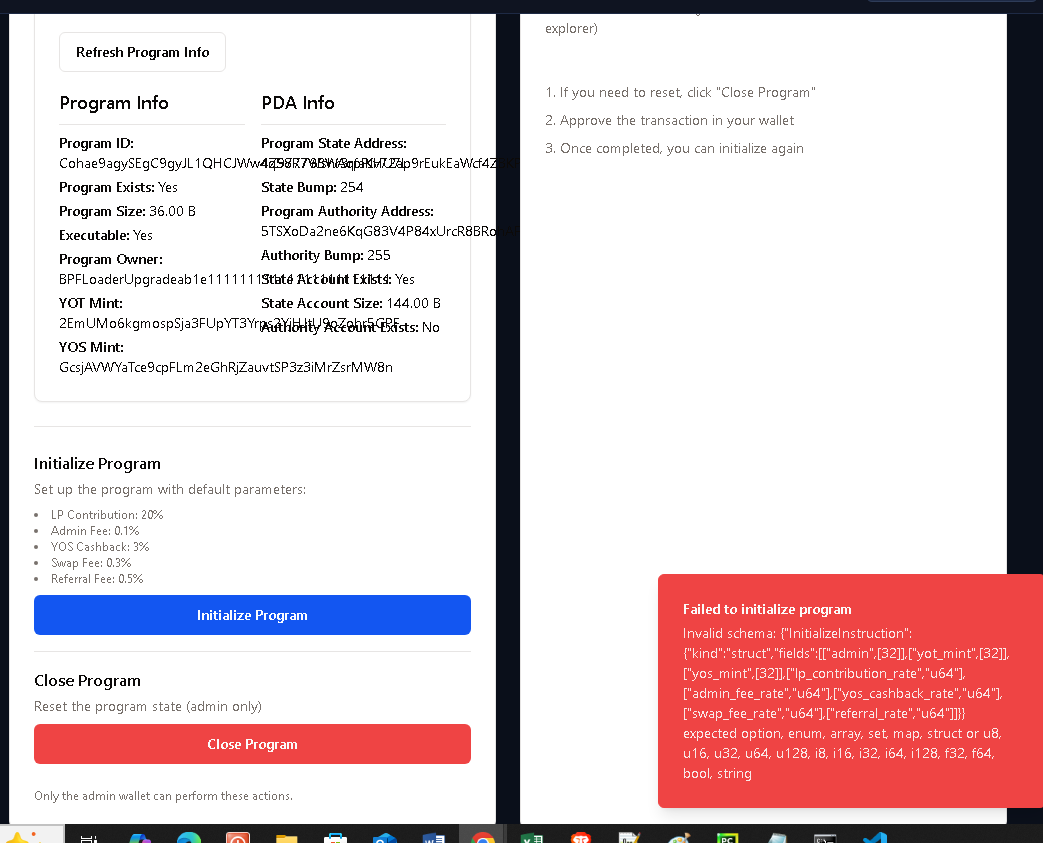 Refresh Program Info
Program Info
Program ID:
Program Exists: Yes
Program Size: 36.00 B
Executable: Yes
Program Owner:
YOT Mint:
YOS Mint:
GcsjAVWYaTce9cpFLm2eGhRjZauvtSP3z3iMrZsrMW8n
PDA Info
Program State Address:
State Bump: 254
Program Authority Address:
Authority Bump: 255
State Account Exists: Yes
State Account Size: 144.00 B
Authority Account Exists: No
Initialize Program
Set up the program with default parameters:
• LP Contribution: 20%
• Admin Fee: 0.1%
• YOS Cashback: 3%
• Swap Fee: 0.3%
• Referral Fee: 0.5%
Initialize Program
Close Program
Reset the program state (admin only)
Close Program
Only the admin wallet can perform these actions.
explorer)
1. If you need to reset, click "Close Program"
2. Approve the transaction in your wallet
3. Once completed, you can initialize again
Failed to initialize program
Invalid schema: {"InitializeInstruction":
{"kind":"struct","fields":[["admin",[32]],["yot_mint",[32]],
["yos_mint",[32]],["lp_contribution_rate","u64"],
["admin_fee_rate","u64"],["yos_cashback_rate","u64"],
["swap_fee_rate","u64"],["referral_rate","u64"]]}}
expected option, enum, array, set, map, struct or u8,
u16, u32, u64, u128, i8, i16, i32, i64, i128, f32, f64,
bool, string